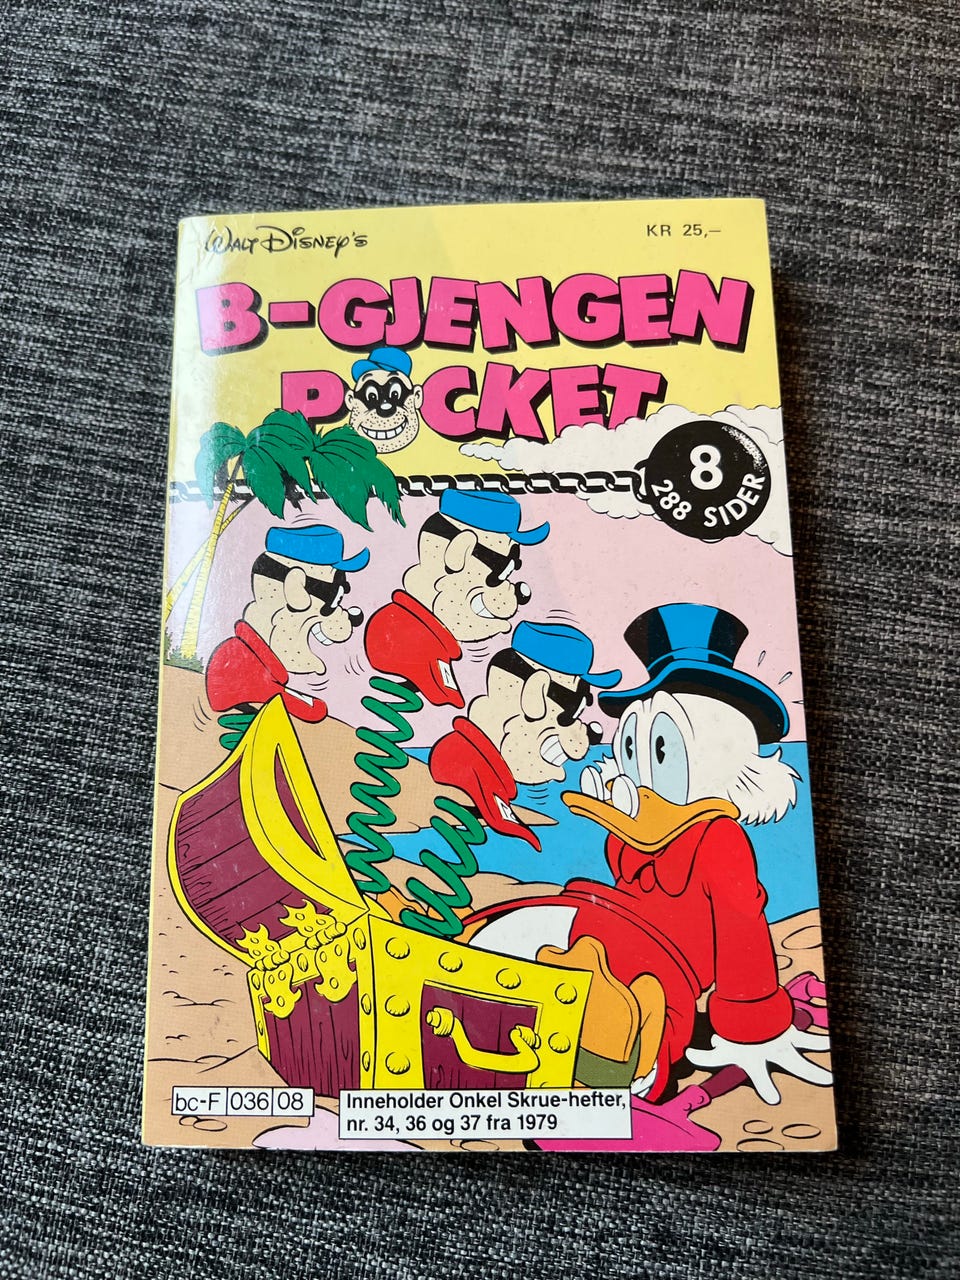 WALT DISNEY'S
KR 25,–
B-GJENGEN
POCKET
8
288 SIDER
bc-F 036 08
Inneholder Onkel Skrue-hefter,
nr. 34, 36 og 37 fra 1979